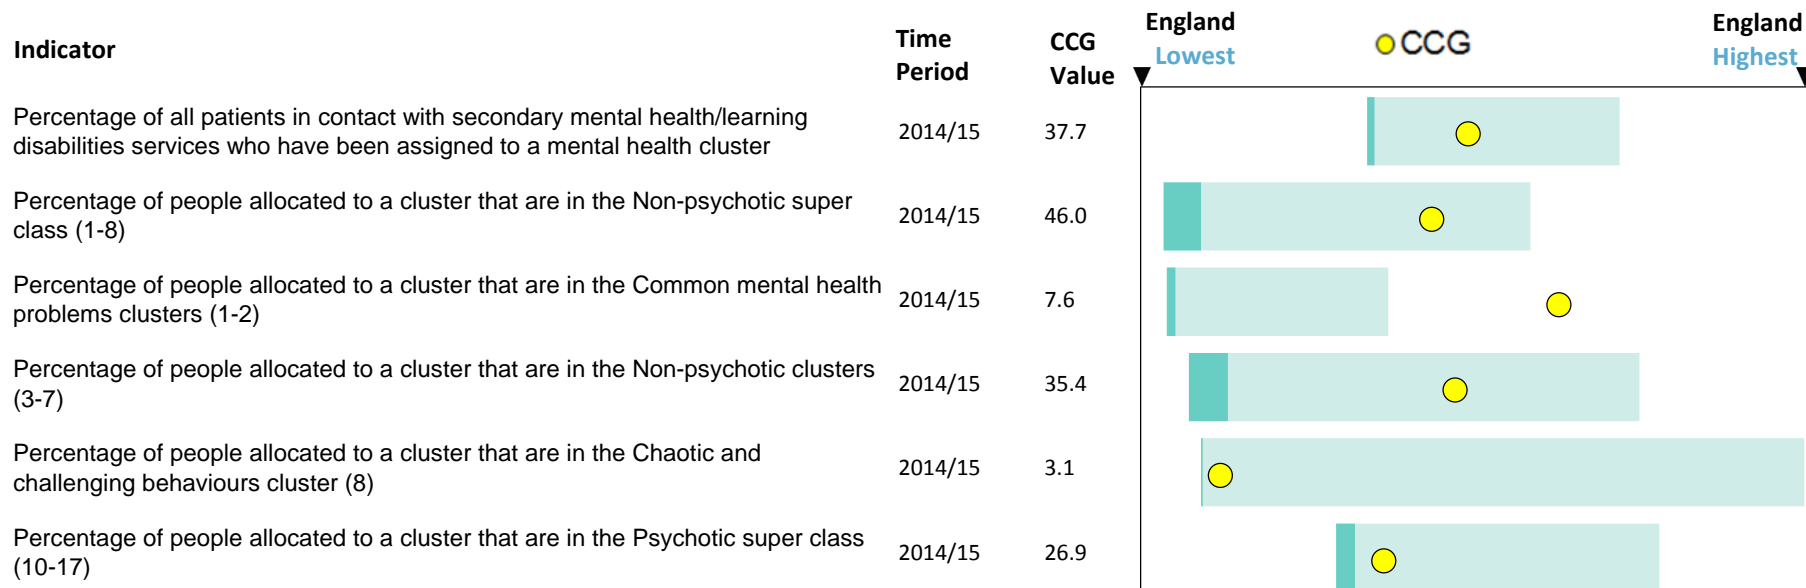 Indicator
Time
Period
CCG
Value
England
Lowest
CCG
England
Highest
Percentage of all patients in contact with secondary mental health/learning
disabilities services who have been assigned to a mental health cluster
2014/15
37.7
Percentage of people allocated to a cluster that are in the Non-psychotic super
class (1-8)
2014/15
46.0
Percentage of people allocated to a cluster that are in the Common mental health
problems clusters (1-2)
2014/15
7.6
Percentage of people allocated to a cluster that are in the Non-psychotic clusters
(3-7)
2014/15
35.4
Percentage of people allocated to a cluster that are in the Chaotic and
challenging behaviours cluster (8)
2014/15
3.1
Percentage of people allocated to a cluster that are in the Psychotic super class
(10-17)
2014/15
26.9